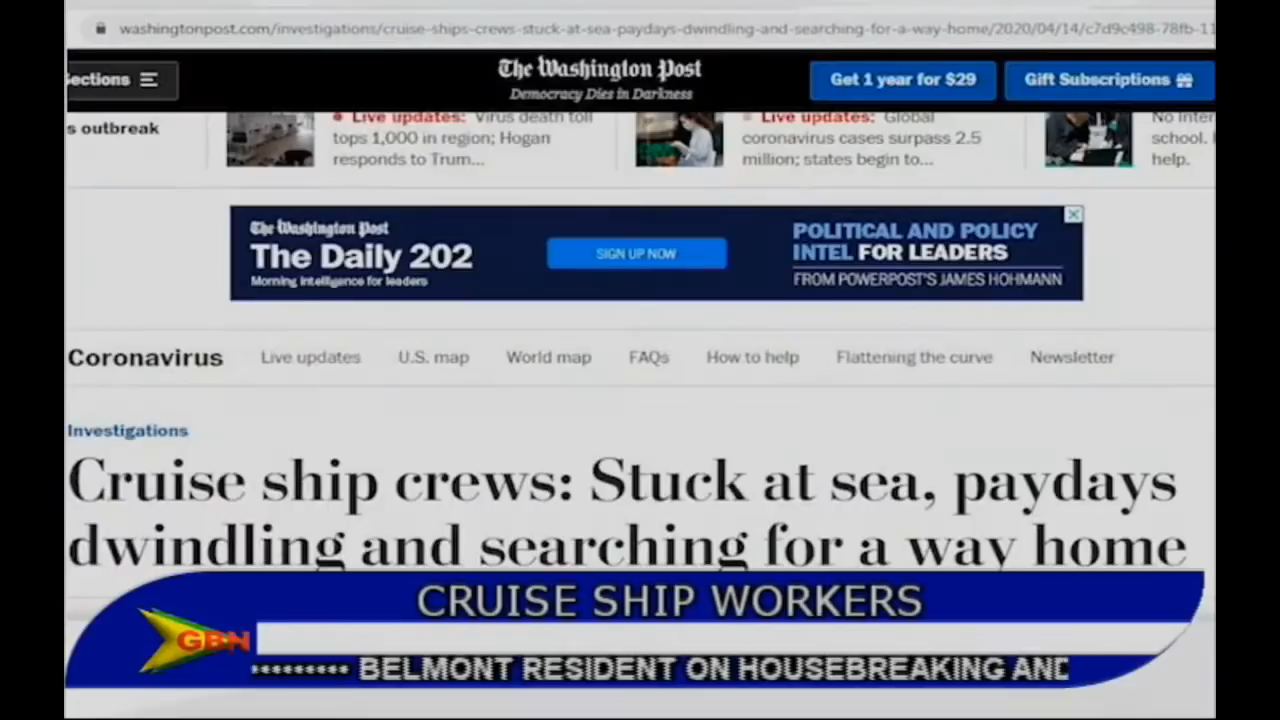 washingtonpost.com/investigations/cruise-ships-crews-stuck-at-sea-paydays-dwindling-and-searching-for-a-way-home/2020/04/14/c7d9c498-78fb-11
Sections
The Washington Post
Democracy Dies in Darkness
Get 1 year for $29
Gift Subscriptions
s outbreak
Live updates: Virus death toll
tops 1,000 in region; Hogan
responds to Trum...
Live updates: Global
coronavirus cases surpass 2.5
million; states begin to...
school.
help.
The Washington Post
The Daily 202
Morning intelligence for leaders
SIGN UP NOW
POLITICAL AND POLICY
INTEL FOR LEADERS
FROM POWERPOST'S JAMES HOHMANN
Coronavirus Live updates U.S. map World map FAQs How to help Flattening the curve Newsletter
Investigations
Cruise ship crews: Stuck at sea, paydays
dwindling and searching for a way home
CRUISE SHIP WORKERS
GBN
********* BELMONT RESIDENT ON HOUSEBREAKING AND